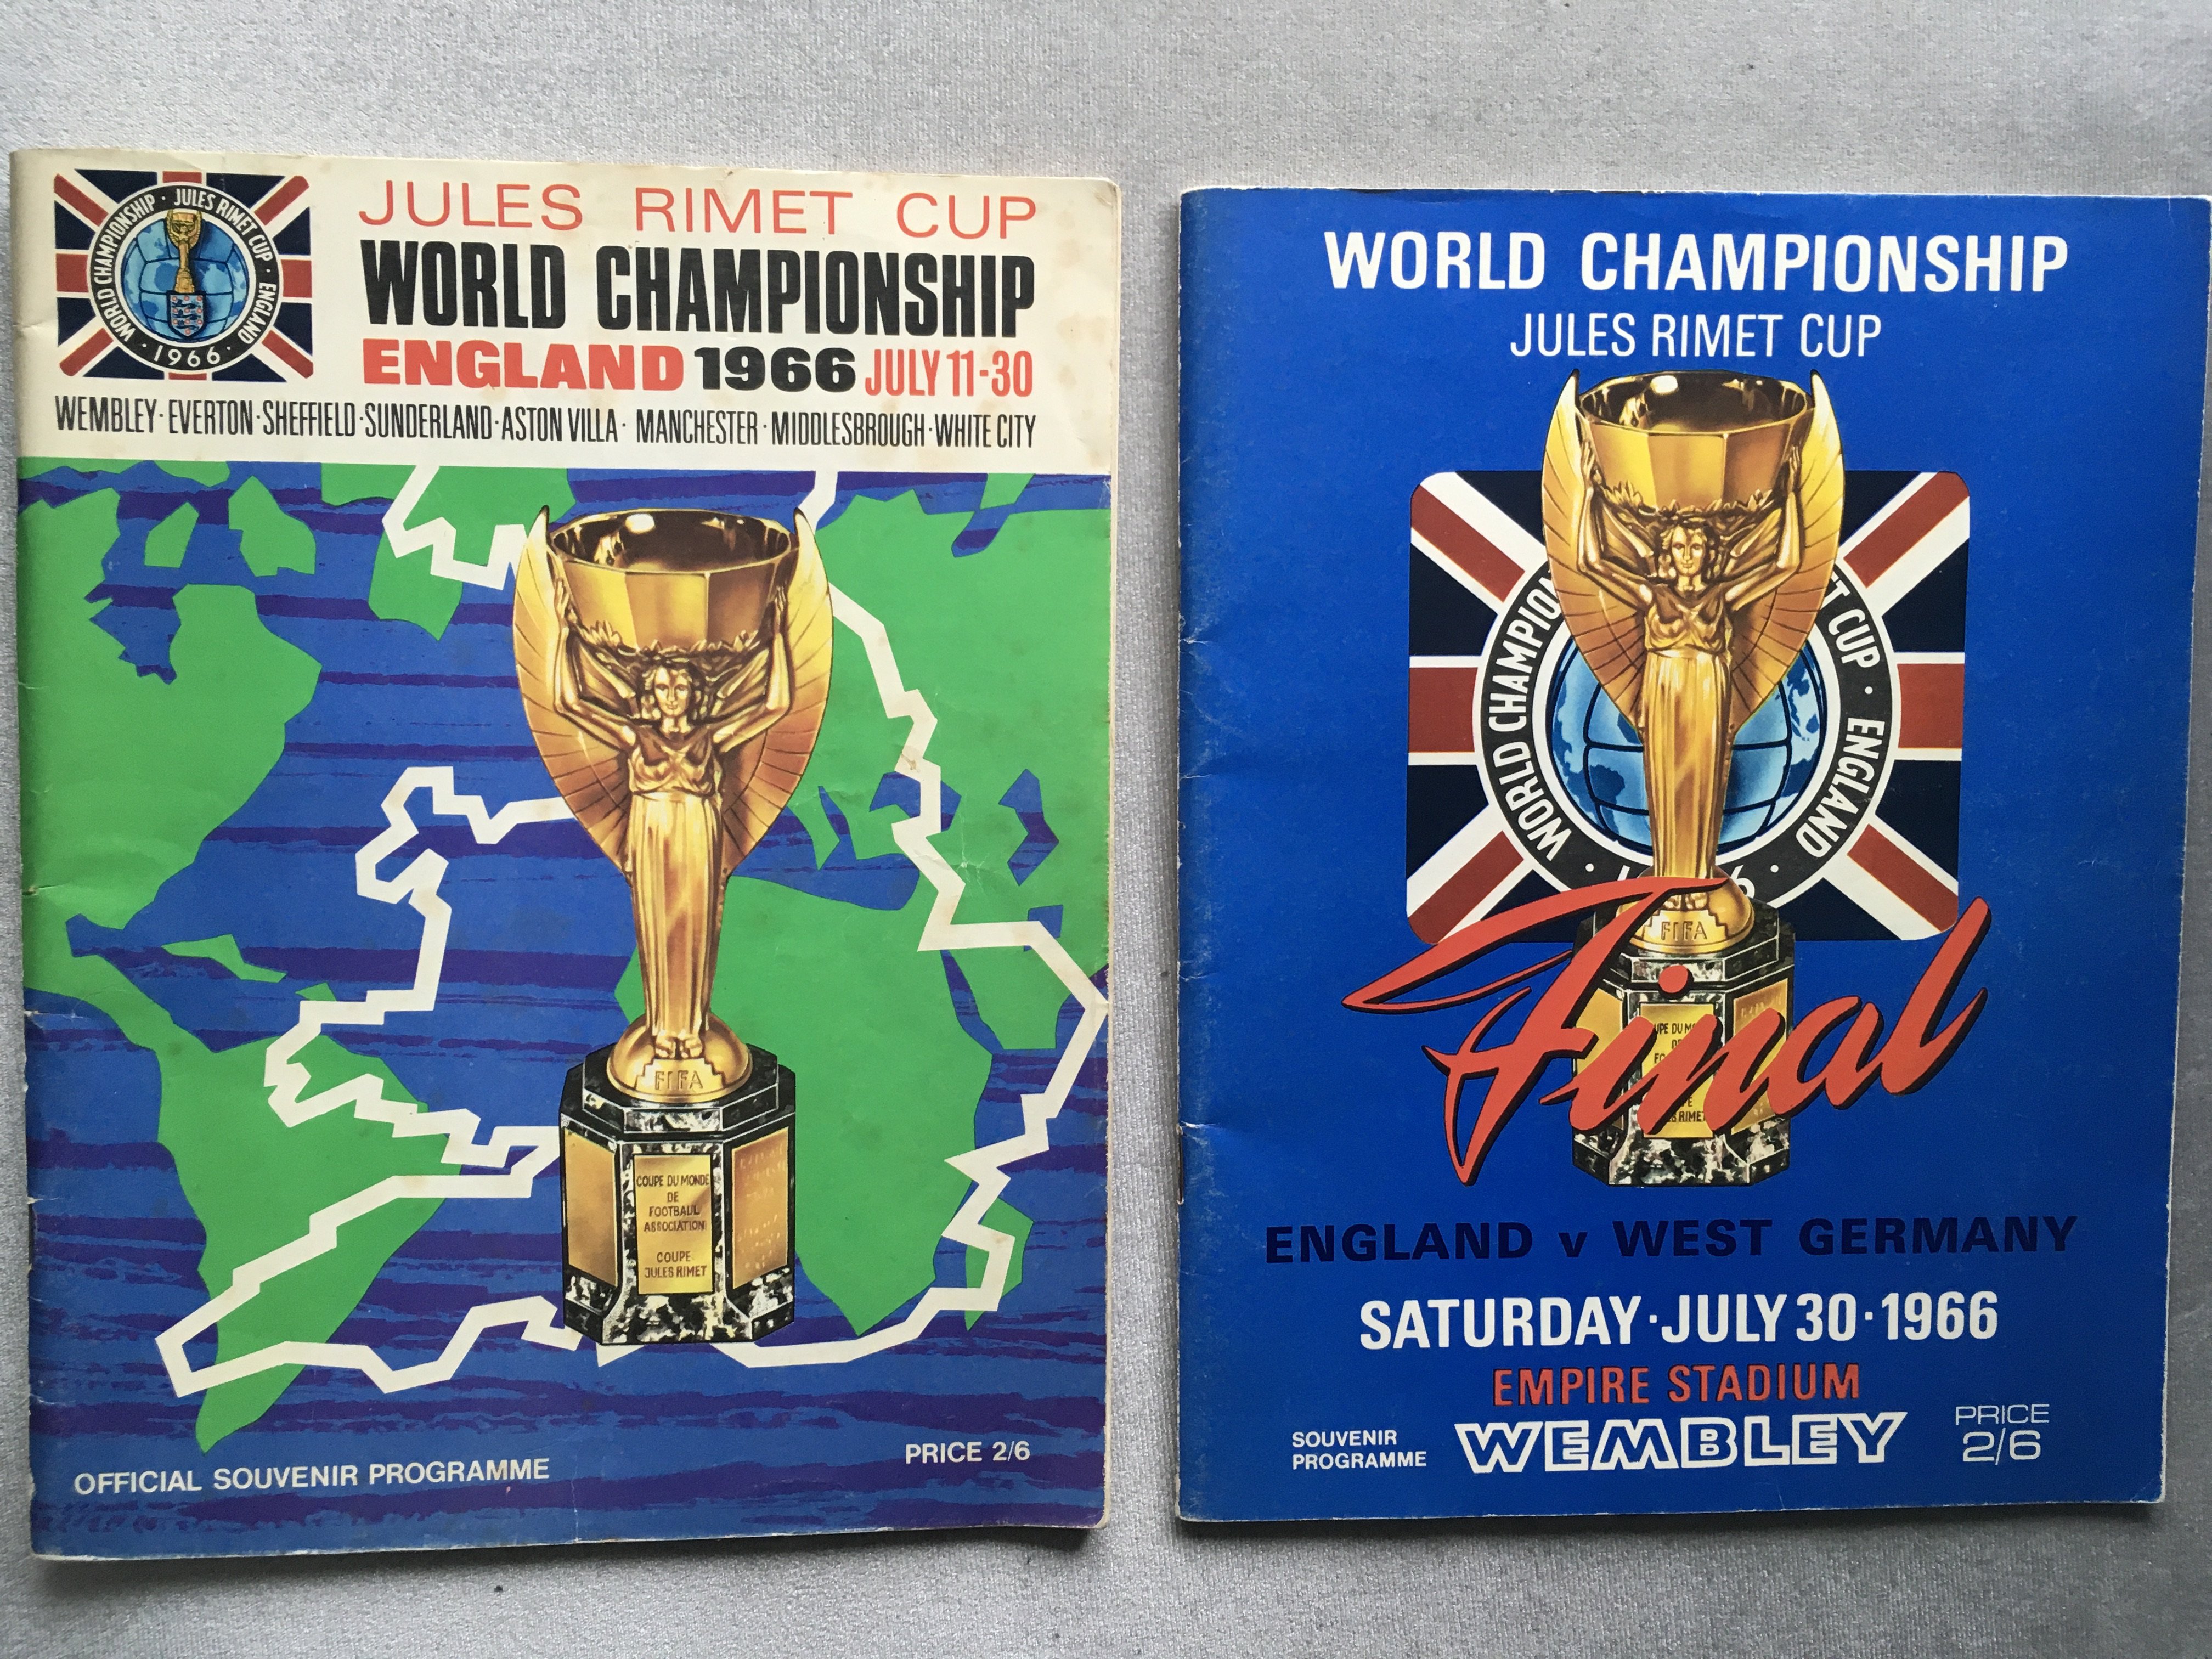 WORLD CHAMPIONSHIP · JULES RIMET CUP · ENGLAND
· 1966 ·
JULES RIMET CUP
WORLD CHAMPIONSHIP
ENGLAND 1966 JULY 11-30
WEMBLEY · EVERTON · SHEFFIELD · SUNDERLAND · ASTON VILLA · MANCHESTER · MIDDLESBROUGH · WHITE CITY
FIFA
COUPE DU MONDE
DE
FOOTBALL
ASSOCIATION
COUPE
JULES RIMET
OFFICIAL SOUVENIR PROGRAMME
PRICE 2/6
WORLD CHAMPIONSHIP
JULES RIMET CUP
WORLD CHAMPION
T CUP · ENGLAND ·
FIFA
Final
ENGLAND v WEST GERMANY
SATURDAY · JULY 30 · 1966
EMPIRE STADIUM
SOUVENIR
PROGRAMME
WEMBLEY
PRICE
2/6